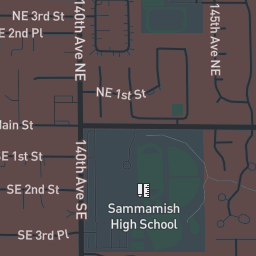 NE 3rd St
NE 2nd Pl
140th Ave NE
145th Ave NE
NE 1st St
Main St
SE 1st St
140th Ave SE
SE 2nd St
Sammamish
High School
SE 3rd Pl